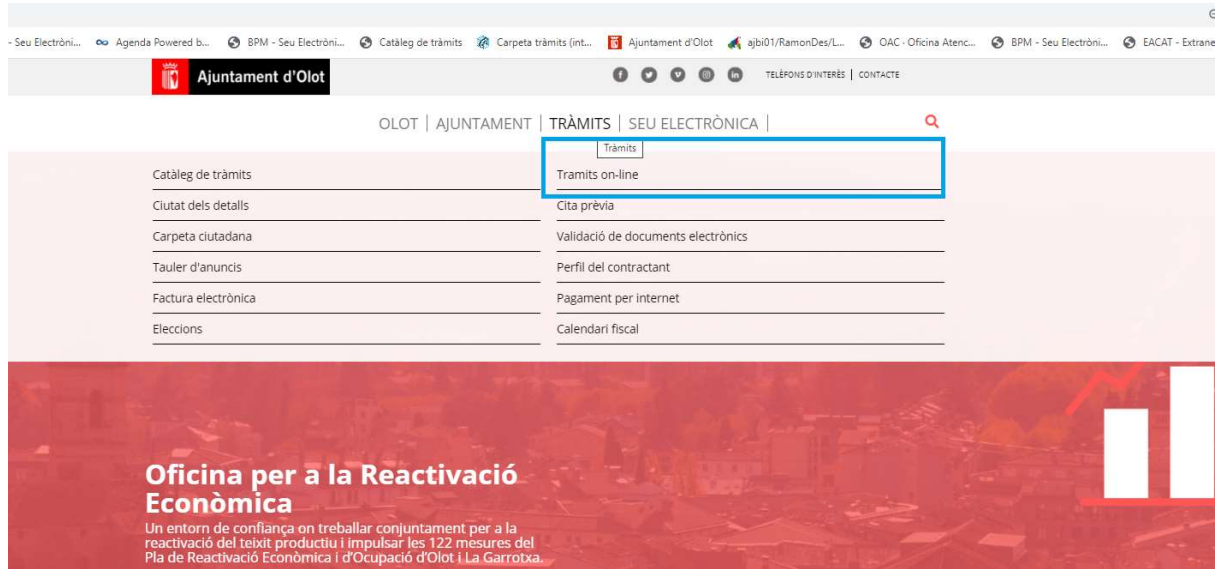 - Seu Electròni... Agenda Powered b... BPM - Seu Electròni... Catàleg de tràmits Carpeta tràmits (int... Ajuntament d'Olot ajbi01/RamonDes/L... OAC - Oficina Atenc... BPM - Seu Electròni... EACAT - Extrane
Ajuntament d'Olot TELÈFONS D'INTERÈS | CONTACTE
OLOT | AJUNTAMENT | TRÀMITS | SEU ELECTRÒNICA |
Tràmits
Catàleg de tràmits
Tramits on-line
Ciutat dels detalls
Cita prèvia
Carpeta ciutadana
Validació de documents electrònics
Tauler d'anuncis
Perfil del contractant
Factura electrònica
Pagament per internet
Eleccions
Calendari fiscal
Oficina per a la Reactivació
Econòmica
Un entorn de confiança on treballar conjuntament per a la
reactivació del teixit productiu i impulsar les 122 mesures del
Pla de Reactivació Econòmica i d'Ocupació d'Olot i La Garrotxa.